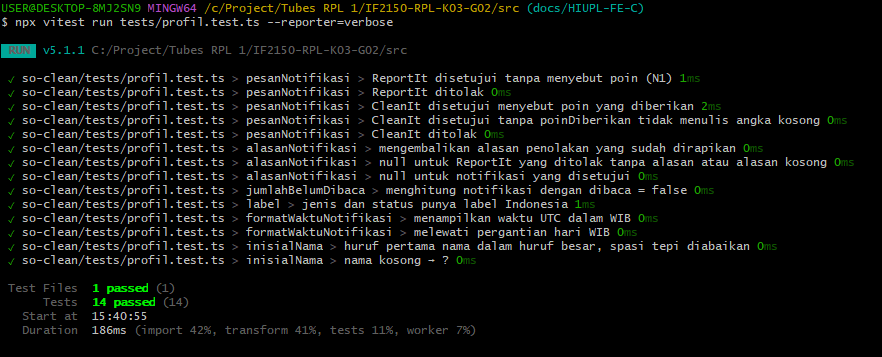 USER@DESKTOP-8MJ2SN9 MINGW64 /c/Project/Tubes RPL 1/IF2150-RPL-K03-G02/src (docs/HIUPL-FE-C)
$ npx vitest run tests/profil.test.ts --reporter=verbose
RUN v5.1.1 C:/Project/Tubes RPL 1/IF2150-RPL-K03-G02/src
✓ so-clean/tests/profil.test.ts > pesanNotifikasi > ReportIt disetujui tanpa menyebut poin (N1) 1ms
✓ so-clean/tests/profil.test.ts > pesanNotifikasi > ReportIt ditolak 0ms
✓ so-clean/tests/profil.test.ts > pesanNotifikasi > CleanIt disetujui menyebut poin yang diberikan 2ms
✓ so-clean/tests/profil.test.ts > pesanNotifikasi > CleanIt disetujui tanpa poinDiberikan tidak menulis angka kosong 0ms
✓ so-clean/tests/profil.test.ts > pesanNotifikasi > CleanIt ditolak 0ms
✓ so-clean/tests/profil.test.ts > alasanNotifikasi > mengembalikan alasan penolakan yang sudah dirapikan 0ms
✓ so-clean/tests/profil.test.ts > alasanNotifikasi > null untuk ReportIt yang ditolak tanpa alasan atau alasan kosong 0ms
✓ so-clean/tests/profil.test.ts > alasanNotifikasi > null untuk notifikasi yang disetujui 0ms
✓ so-clean/tests/profil.test.ts > jumlahBelumDibaca > menghitung notifikasi dengan dibaca = false 0ms
✓ so-clean/tests/profil.test.ts > label > jenis dan status punya label Indonesia 1ms
✓ so-clean/tests/profil.test.ts > formatWaktuNotifikasi > menampilkan waktu UTC dalam WIB 0ms
✓ so-clean/tests/profil.test.ts > formatWaktuNotifikasi > melewati pergantian hari WIB 0ms
✓ so-clean/tests/profil.test.ts > inisialNama > huruf pertama nama dalam huruf besar, spasi tepi diabaikan 0ms
✓ so-clean/tests/profil.test.ts > inisialNama > nama kosong → ? 0ms
Test Files 1 passed (1)
Tests 14 passed (14)
Start at 15:40:55
Duration 186ms (import 42%, transform 41%, tests 11%, worker 7%)